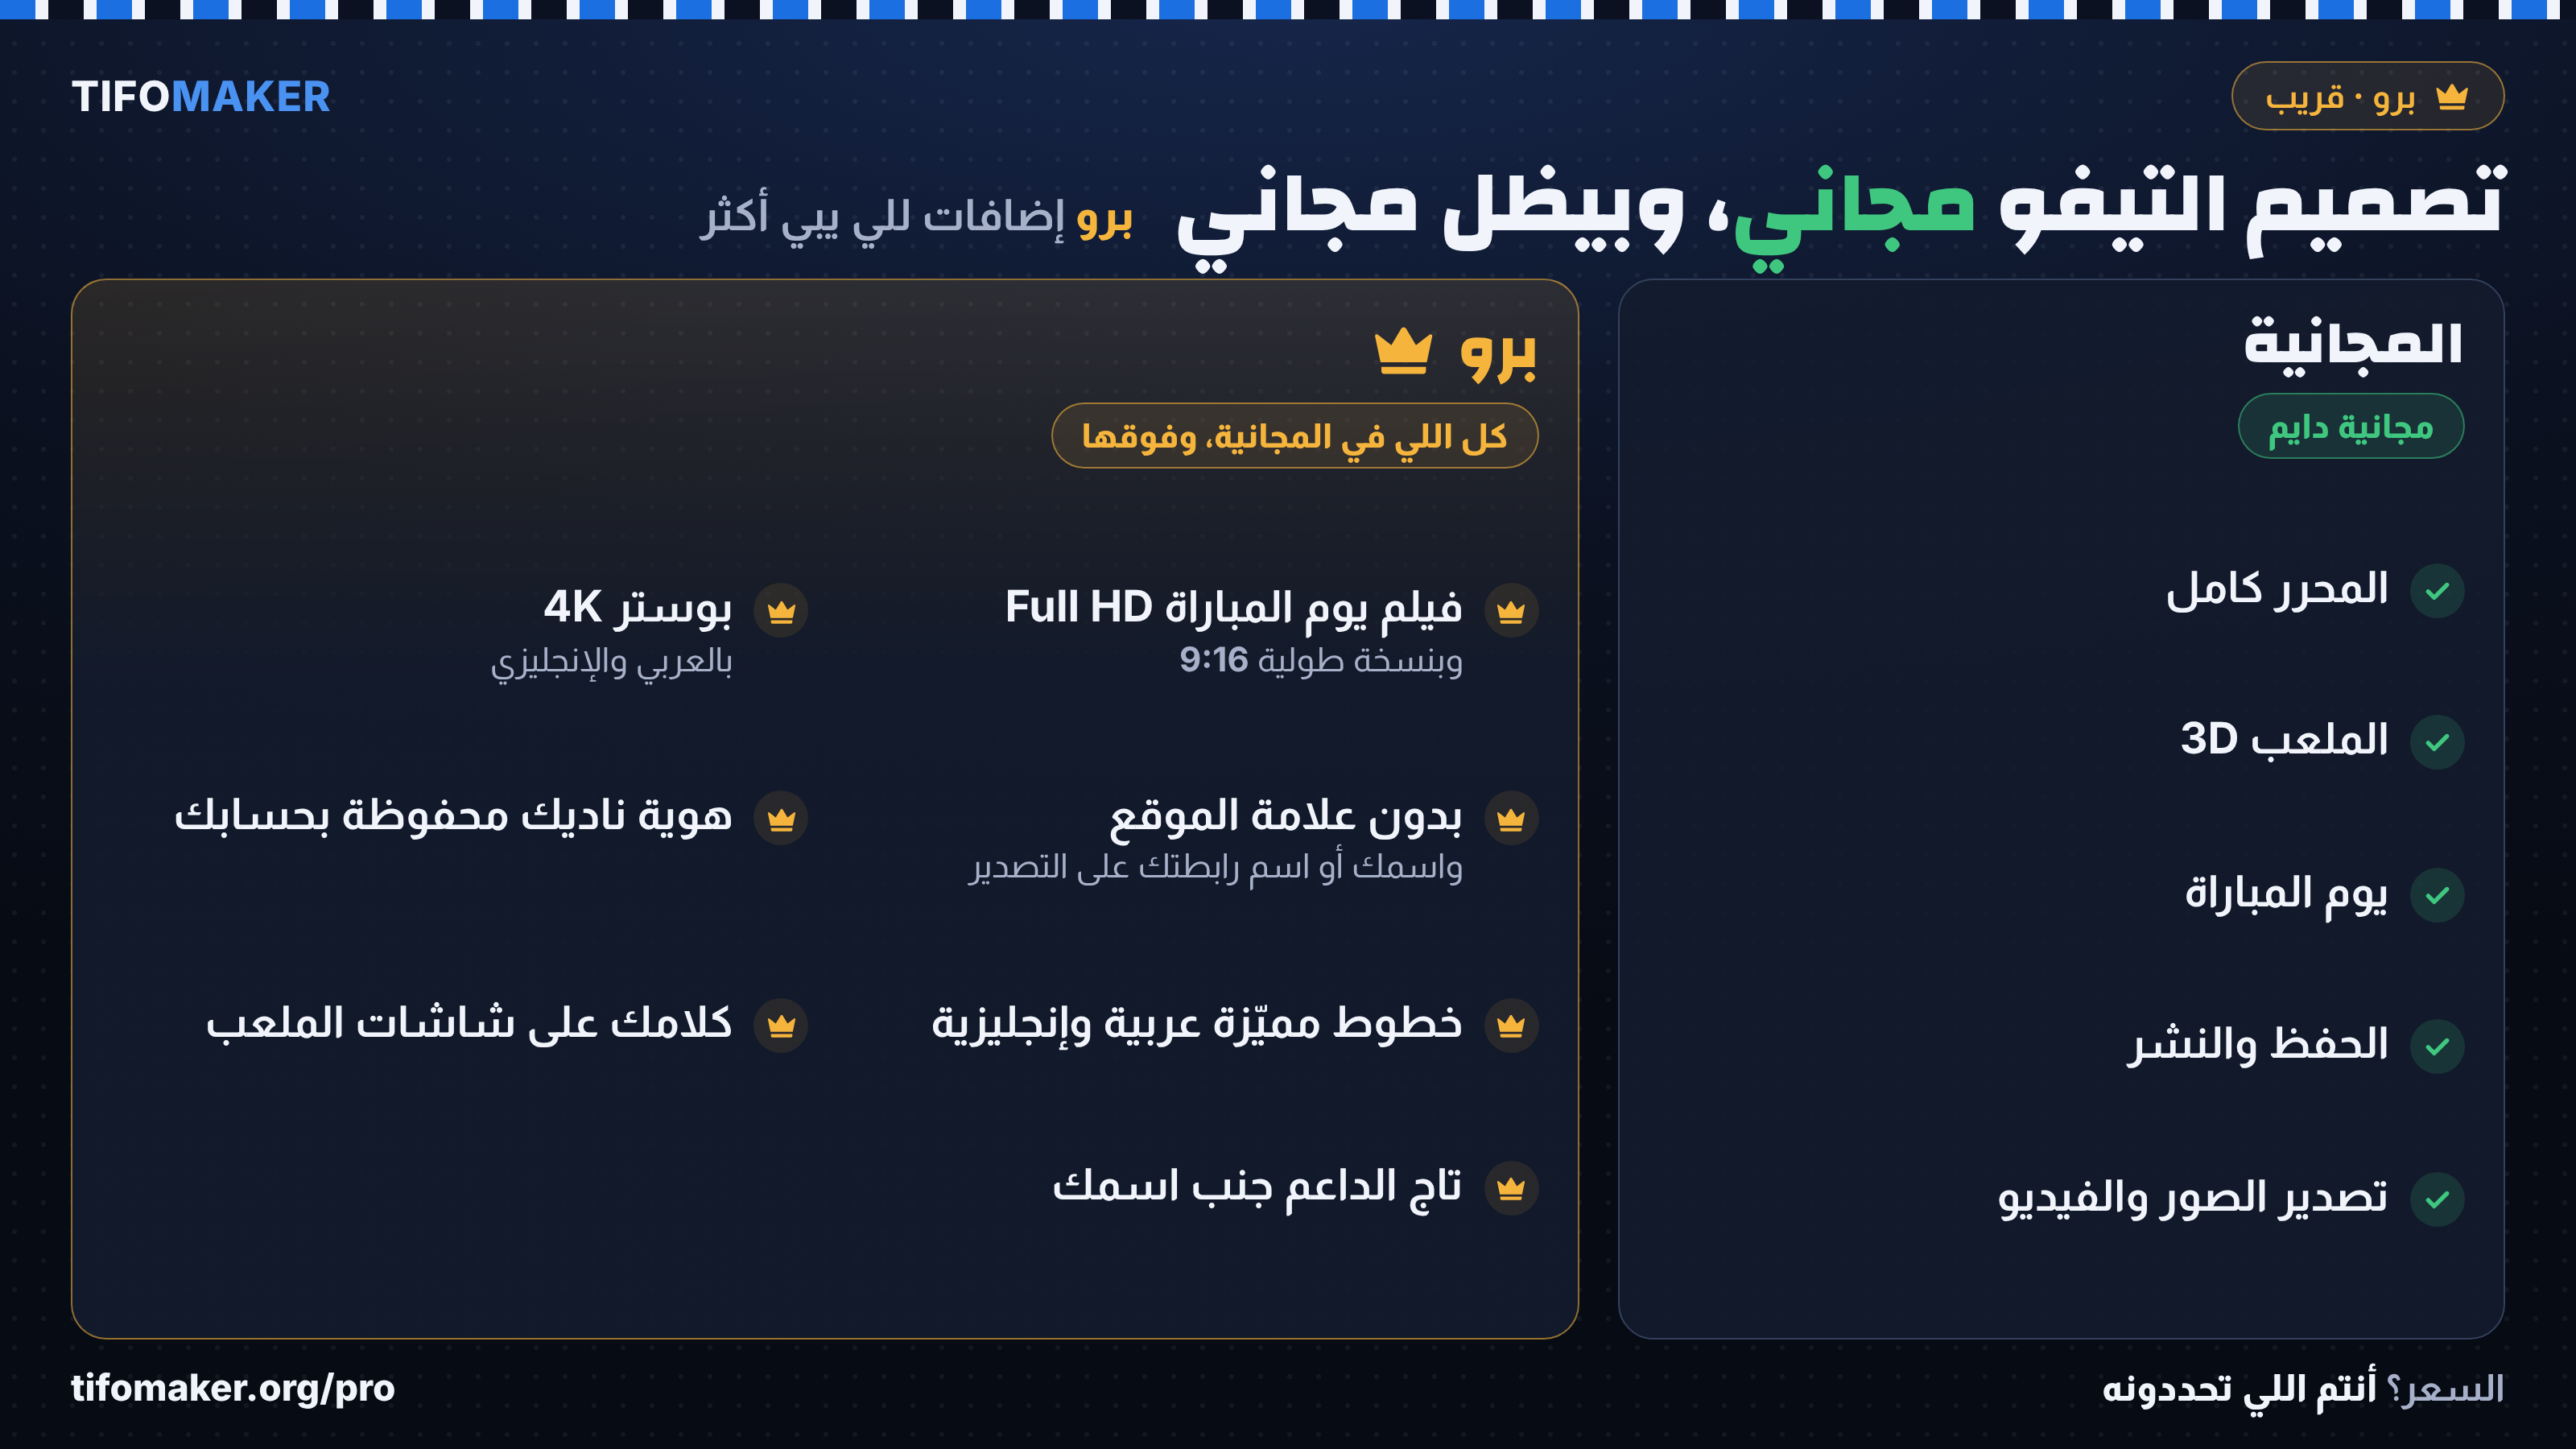 برو · قريب
TIFOMAKER
تصميم التيفو مجاني، وبيظل مجاني
برو إضافات للي يبي أكثر
المجانية
مجانية دايم
المحرر كامل
الملعب 3D
يوم المباراة
الحفظ والنشر
تصدير الصور والفيديو
برو
كل اللي في المجانية، وفوقها
فيلم يوم المباراة Full HD
وبنسخة طولية 9:16
بوستر 4K
بالعربي والإنجليزي
بدون علامة الموقع
واسمك أو اسم رابطتك على التصدير
هوية ناديك محفوظة بحسابك
خطوط مميّزة عربية وإنجليزية
كلامك على شاشات الملعب
تاج الداعم جنب اسمك
السعر؟ أنتم اللي تحددونه
tifomaker.org/pro